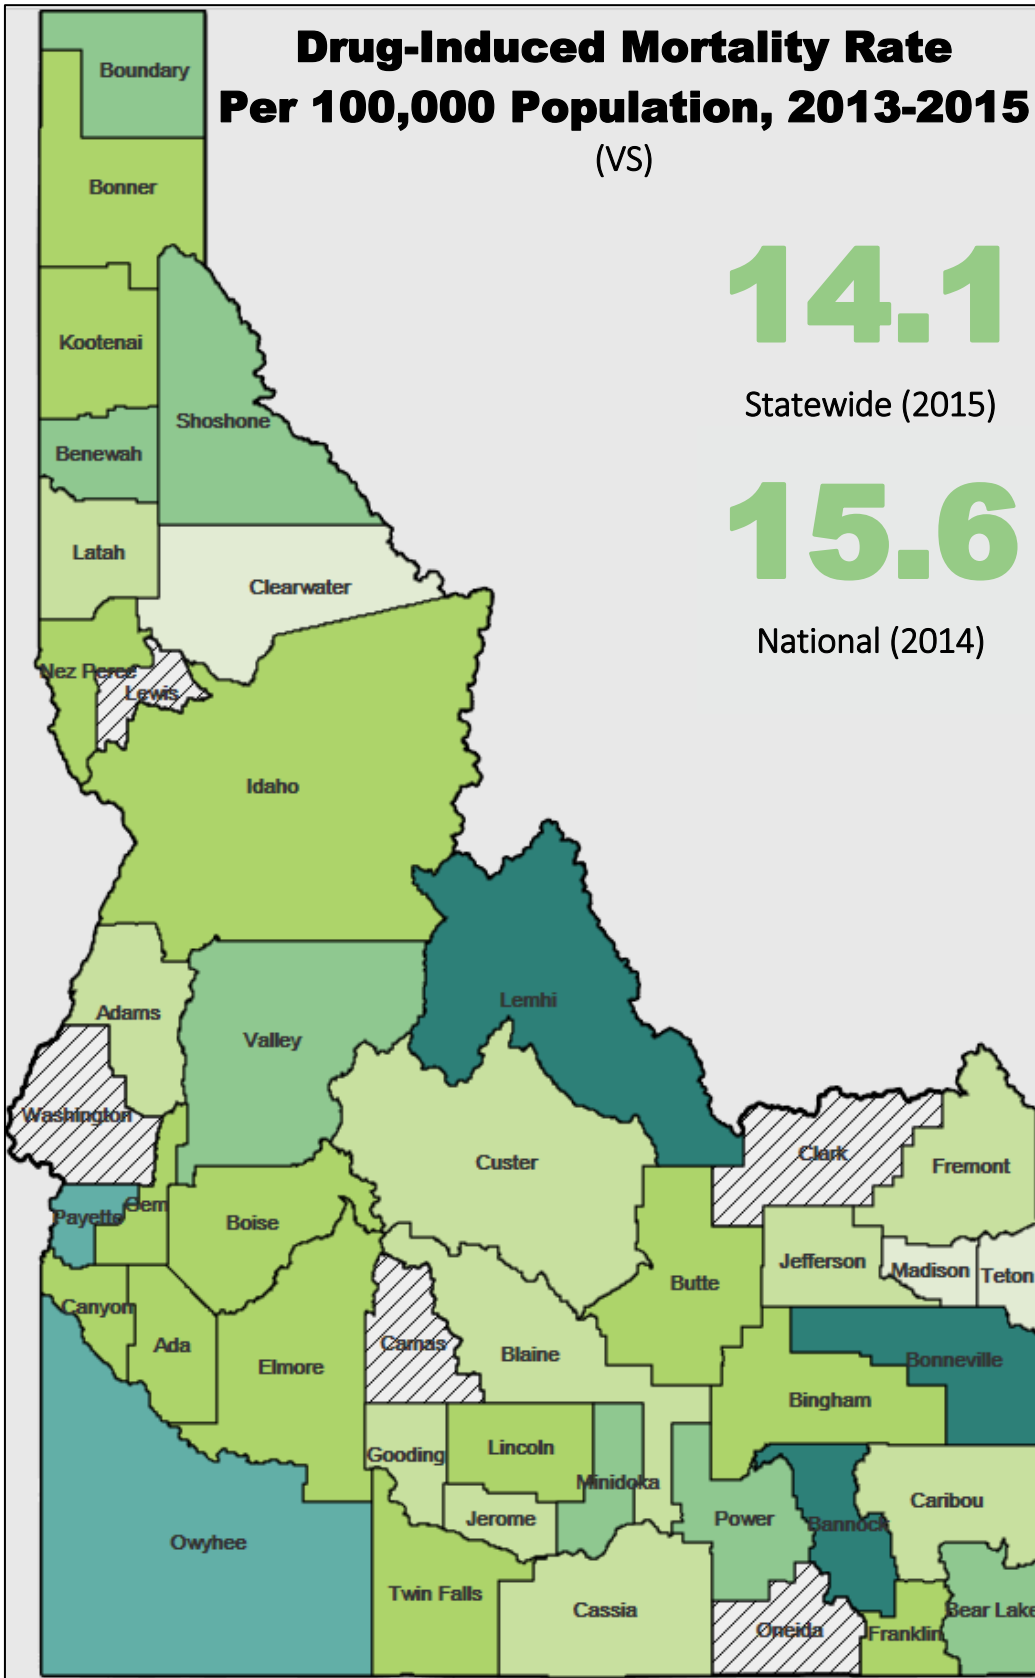 Drug-Induced Mortality Rate
Per 100,000 Population, 2013-2015
(VS)
14.1
Statewide (2015)
15.6
National (2014)
Boundary
Bonner
Kootenai
Shoshone
Benewah
Latah
Clearwater
Nez Perce
Lewis
Idaho
Lemhi
Adams
Valley
Washington
Clark
Custer
Fremont
Payette
Gem
Boise
Jefferson
Madison
Teton
Butte
Canyon
Ada
Camas
Blaine
Bonneville
Elmore
Bingham
Gooding
Lincoln
Minidoka
Caribou
Jerome
Power
Bannock
Owyhee
Twin Falls
Cassia
Bear Lake
Oneida
Franklin